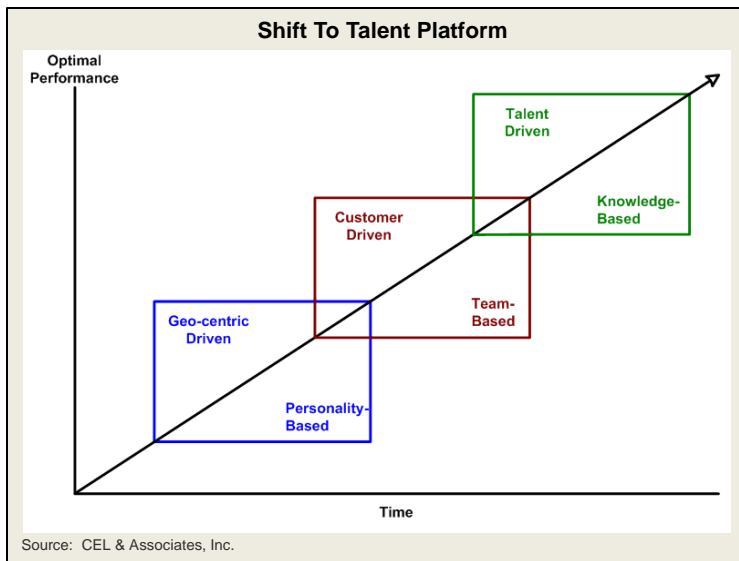 Shift To Talent Platform
Optimal
Performance
Talent
Driven
Knowledge-
Based
Customer
Driven
Team-
Based
Geo-centric
Driven
Personality-
Based
Time
Source: CEL & Associates, Inc.